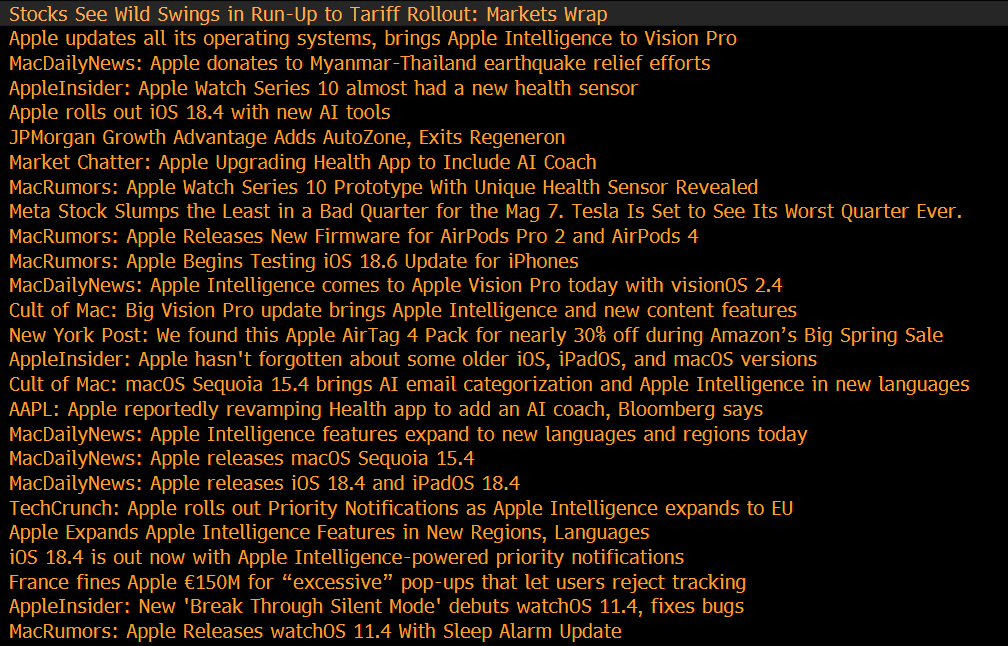 Stocks See Wild Swings in Run-Up to Tariff Rollout: Markets Wrap
Apple updates all its operating systems, brings Apple Intelligence to Vision Pro
MacDailyNews: Apple donates to Myanmar-Thailand earthquake relief efforts
AppleInsider: Apple Watch Series 10 almost had a new health sensor
Apple rolls out iOS 18.4 with new AI tools
JPMorgan Growth Advantage Adds AutoZone, Exits Regeneron
Market Chatter: Apple Upgrading Health App to Include AI Coach
MacRumors: Apple Watch Series 10 Prototype With Unique Health Sensor Revealed
Meta Stock Slumps the Least in a Bad Quarter for the Mag 7. Tesla Is Set to See Its Worst Quarter Ever.
MacRumors: Apple Releases New Firmware for AirPods Pro 2 and AirPods 4
MacRumors: Apple Begins Testing iOS 18.6 Update for iPhones
MacDailyNews: Apple Intelligence comes to Apple Vision Pro today with visionOS 2.4
Cult of Mac: Big Vision Pro update brings Apple Intelligence and new content features
New York Post: We found this Apple AirTag 4 Pack for nearly 30% off during Amazon’s Big Spring Sale
AppleInsider: Apple hasn't forgotten about some older iOS, iPadOS, and macOS versions
Cult of Mac: macOS Sequoia 15.4 brings AI email categorization and Apple Intelligence in new languages
AAPL: Apple reportedly revamping Health app to add an AI coach, Bloomberg says
MacDailyNews: Apple Intelligence features expand to new languages and regions today
MacDailyNews: Apple releases macOS Sequoia 15.4
MacDailyNews: Apple releases iOS 18.4 and iPadOS 18.4
TechCrunch: Apple rolls out Priority Notifications as Apple Intelligence expands to EU
Apple Expands Apple Intelligence Features in New Regions, Languages
iOS 18.4 is out now with Apple Intelligence-powered priority notifications
France fines Apple €150M for “excessive” pop-ups that let users reject tracking
AppleInsider: New 'Break Through Silent Mode' debuts watchOS 11.4, fixes bugs
MacRumors: Apple Releases watchOS 11.4 With Sleep Alarm Update